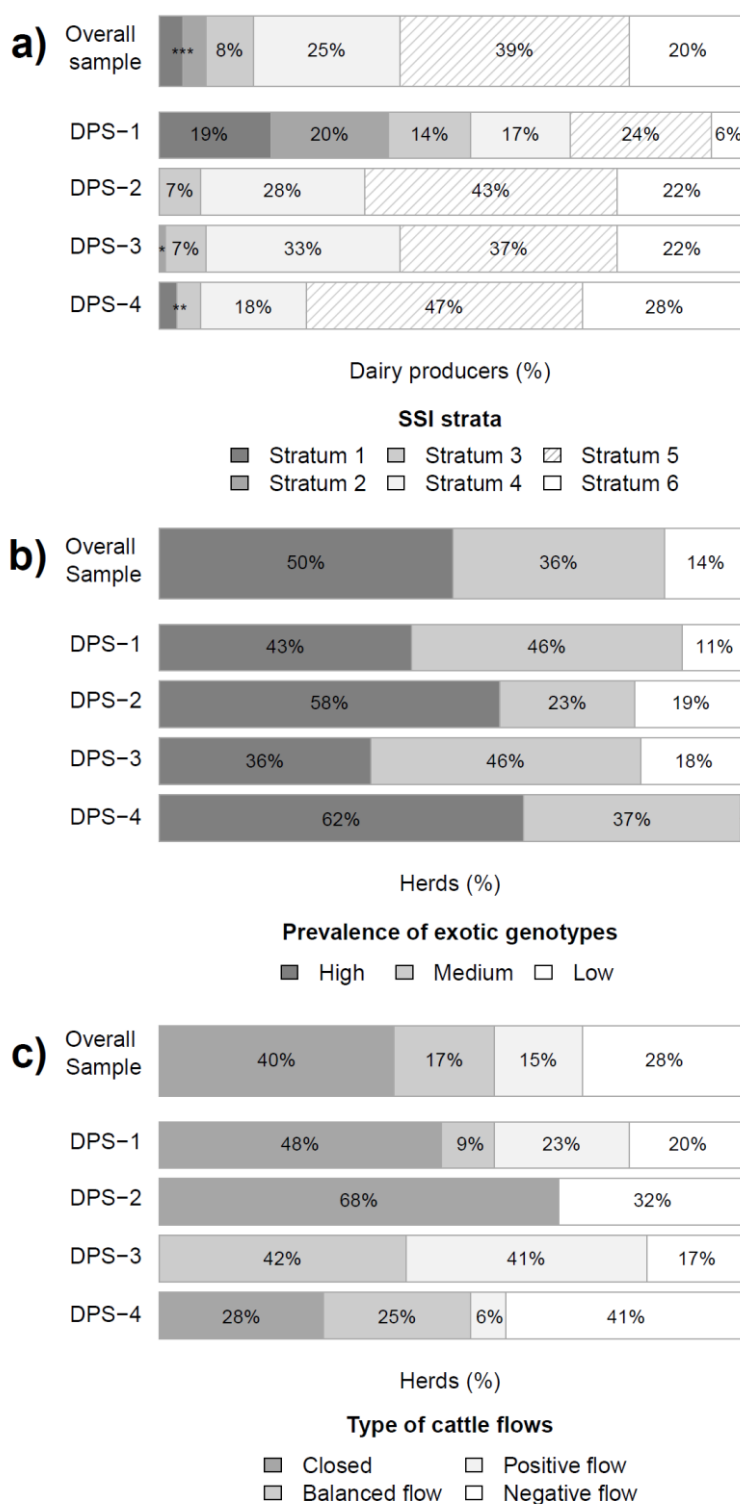 a)
Overall sample
*** 8% 25% 39% 20%
DPS−1 19% 20% 14% 17% 24% 6%
DPS−2 7% 28% 43% 22%
DPS−3 * 7% 33% 37% 22%
DPS−4 ** 18% 47% 28%
Dairy producers (%)
SSI strata
Stratum 1 Stratum 3 Stratum 5
Stratum 2 Stratum 4 Stratum 6
b)
Overall
Sample
50% 36% 14%
DPS−1 43% 46% 11%
DPS−2 58% 23% 19%
DPS−3 36% 46% 18%
DPS−4 62% 37%
Herds (%)
Prevalence of exotic genotypes
High Medium Low
c)
Overall
Sample
40% 17% 15% 28%
DPS−1 48% 9% 23% 20%
DPS−2 68% 32%
DPS−3 42% 41% 17%
DPS−4 28% 25% 6% 41%
Herds (%)
Type of cattle flows
Closed Positive flow
Balanced flow Negative flow